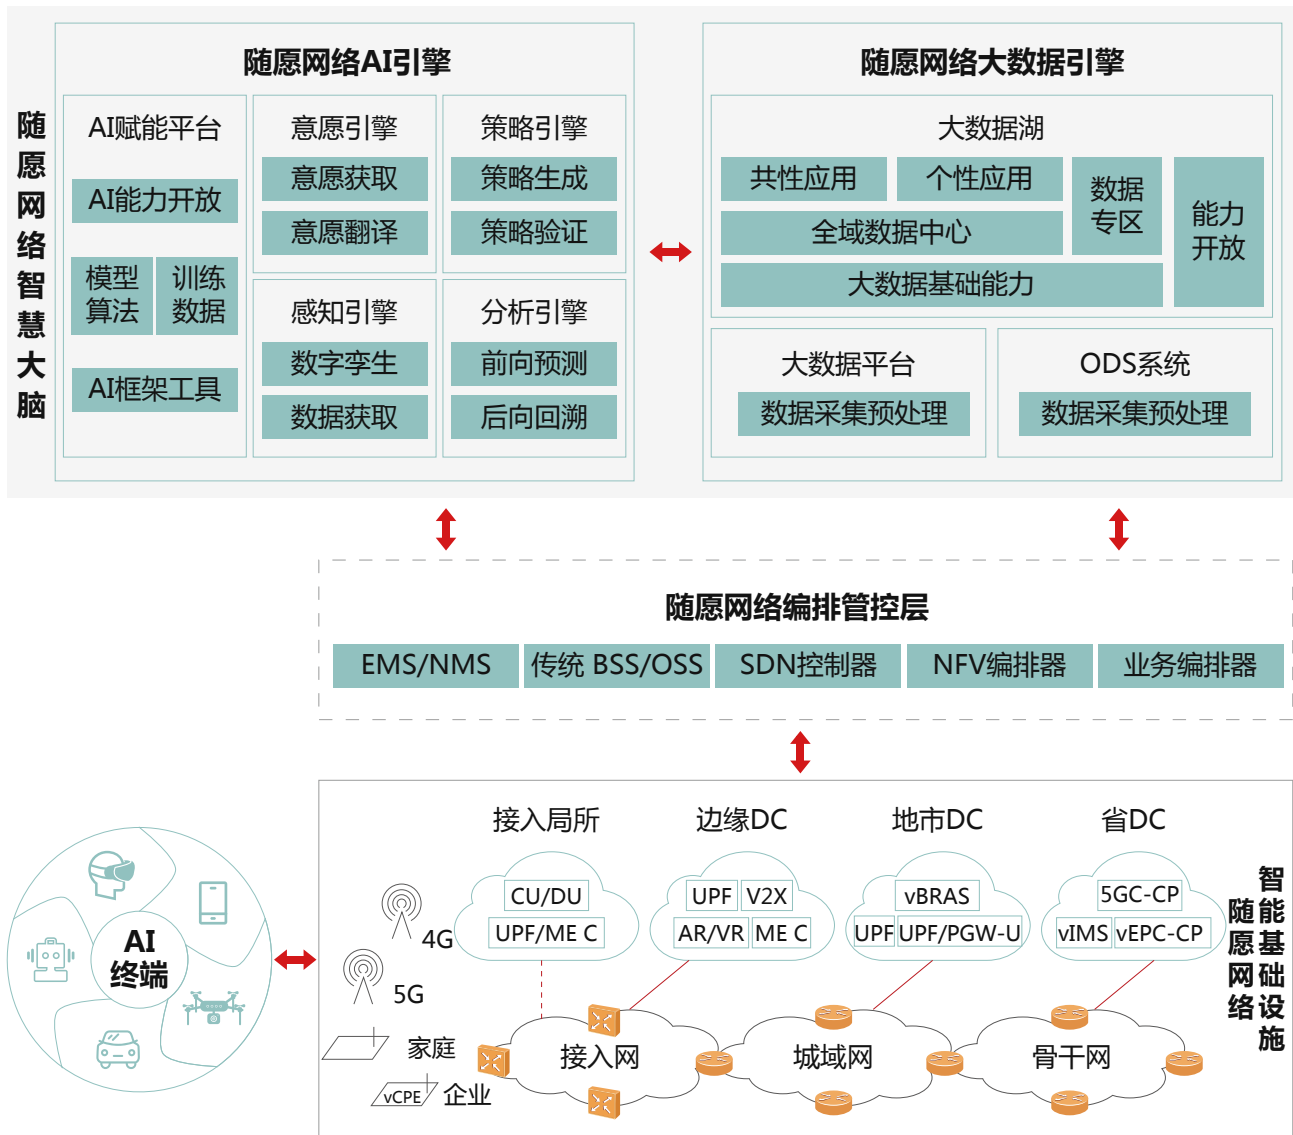 随愿网络智慧大脑
随愿网络AI引擎
AI赋能平台
AI能力开放
模型
算法
训练
数据
AI框架工具
意愿引擎
意愿获取
意愿翻译
策略引擎
策略生成
策略验证
感知引擎
数字孪生
数据获取
分析引擎
前向预测
后向回溯
随愿网络大数据引擎
大数据湖
共性应用
个性应用
数据
专区
能力
开放
全域数据中心
大数据基础能力
大数据平台
数据采集预处理
ODS系统
数据采集预处理
随愿网络编排管控层
EMS/NMS
传统 BSS/OSS
SDN控制器
NFV编排器
业务编排器
AI
终端
接入局所
边缘DC
地市DC
省DC
CU/DU
UPF/ME C
UPF
V2X
AR/VR
ME C
vBRAS
UPF
UPF/PGW-U
5GC-CP
vIMS
vEPC-CP
4G
5G
家庭
vCPE
企业
接入网
城域网
骨干网
随愿网络
智能基础设施